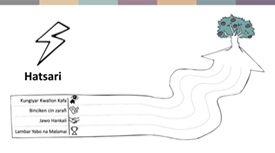 Hatsari
Kungiyar Kwallon Kafa
Binciken cin zarafi
Jawo Hankali
Lambar Yabo na Malamai